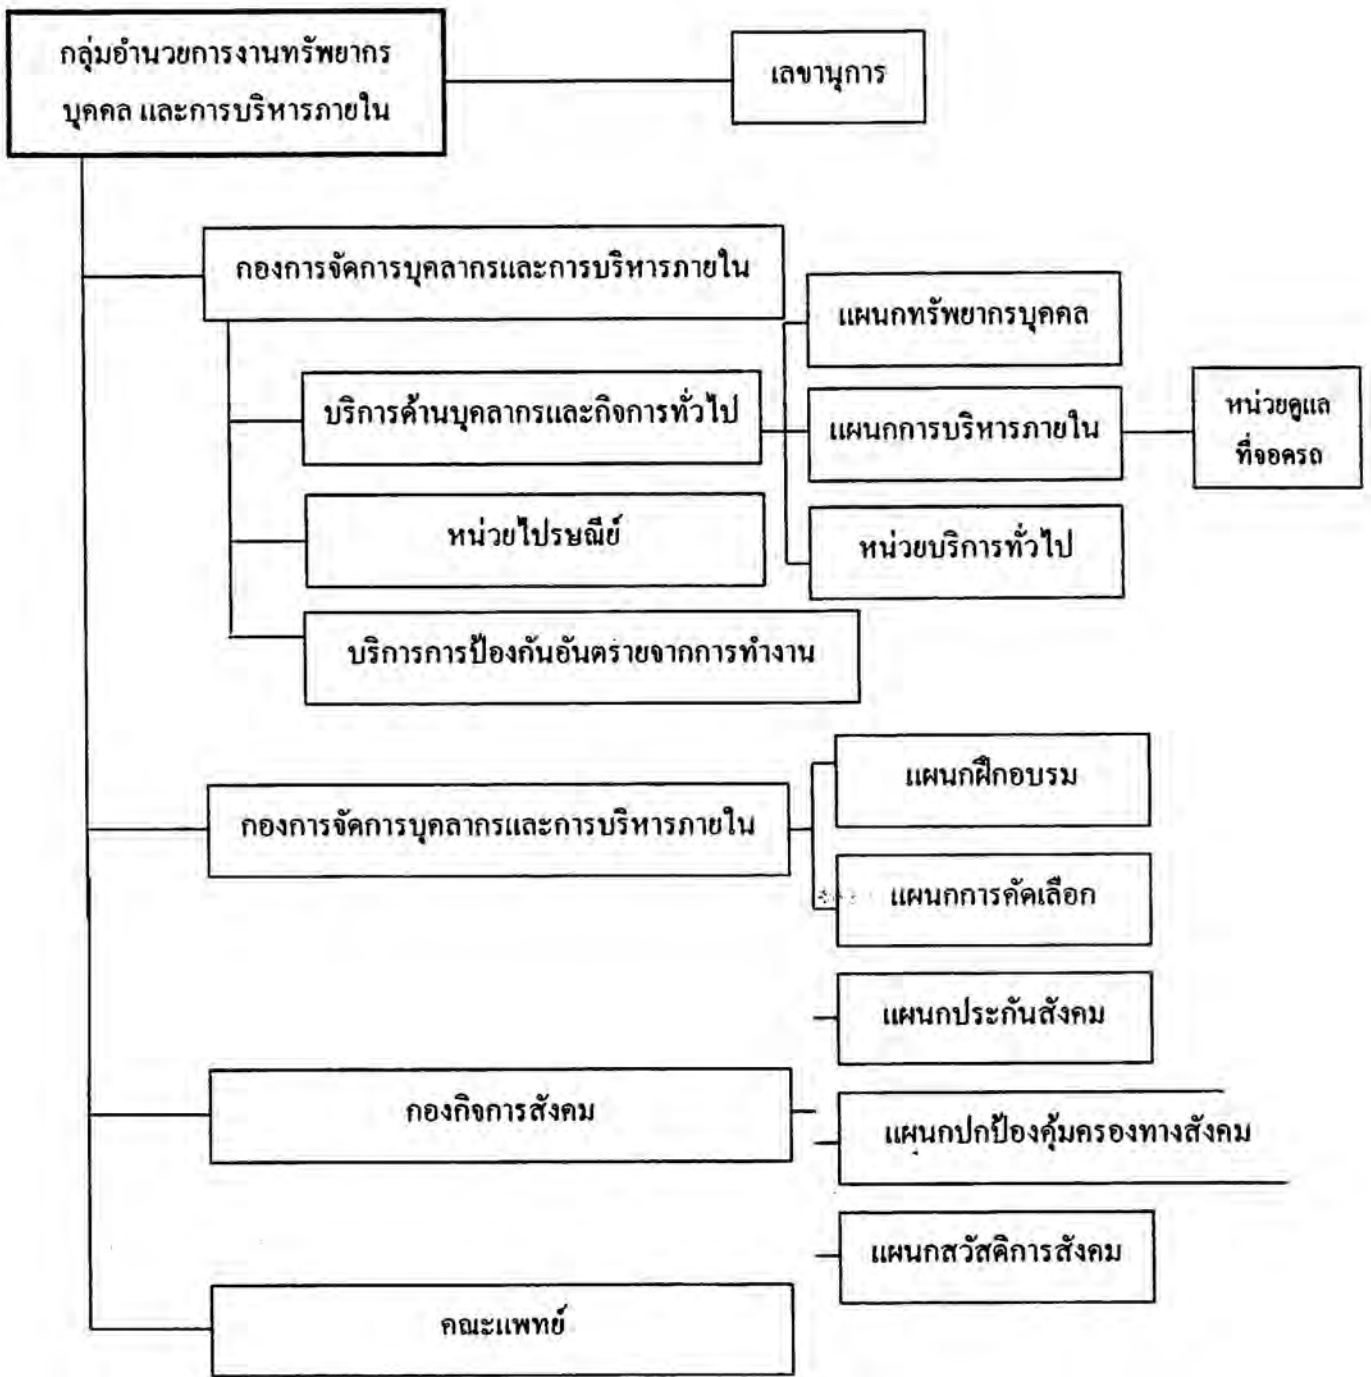 กลุ่มอำนวยการงานทรัพยากร
บุคคล และการบริหารภายใน
เลขานุการ
กองการจัดการบุคลากรและการบริหารภายใน
แผนกทรัพยากรบุคคล
บริการด้านบุคลากรและกิจการทั่วไป
แผนกการบริหารภายใน
หน่วยดูแล
ที่จอดรถ
หน่วยไปรษณีย์
หน่วยบริการทั่วไป
บริการการป้องกันอันตรายจากการทำงาน
แผนกฝึกอบรม
กองการจัดการบุคลากรและการบริหารภายใน
แผนกการคัดเลือก
แผนกประกันสังคม
กองกิจการสังคม
แผนกปกป้องคุ้มครองทางสังคม
แผนกสวัสดิการสังคม
คณะแพทย์